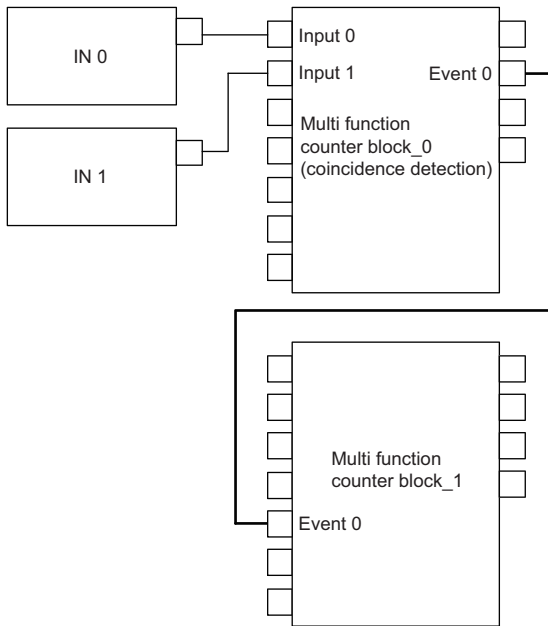 IN 0
Input 0
Input 1
Event 0
Multi function
counter block_0
(coincidence detection)
IN 1
Multi function
counter block_1
Event 0